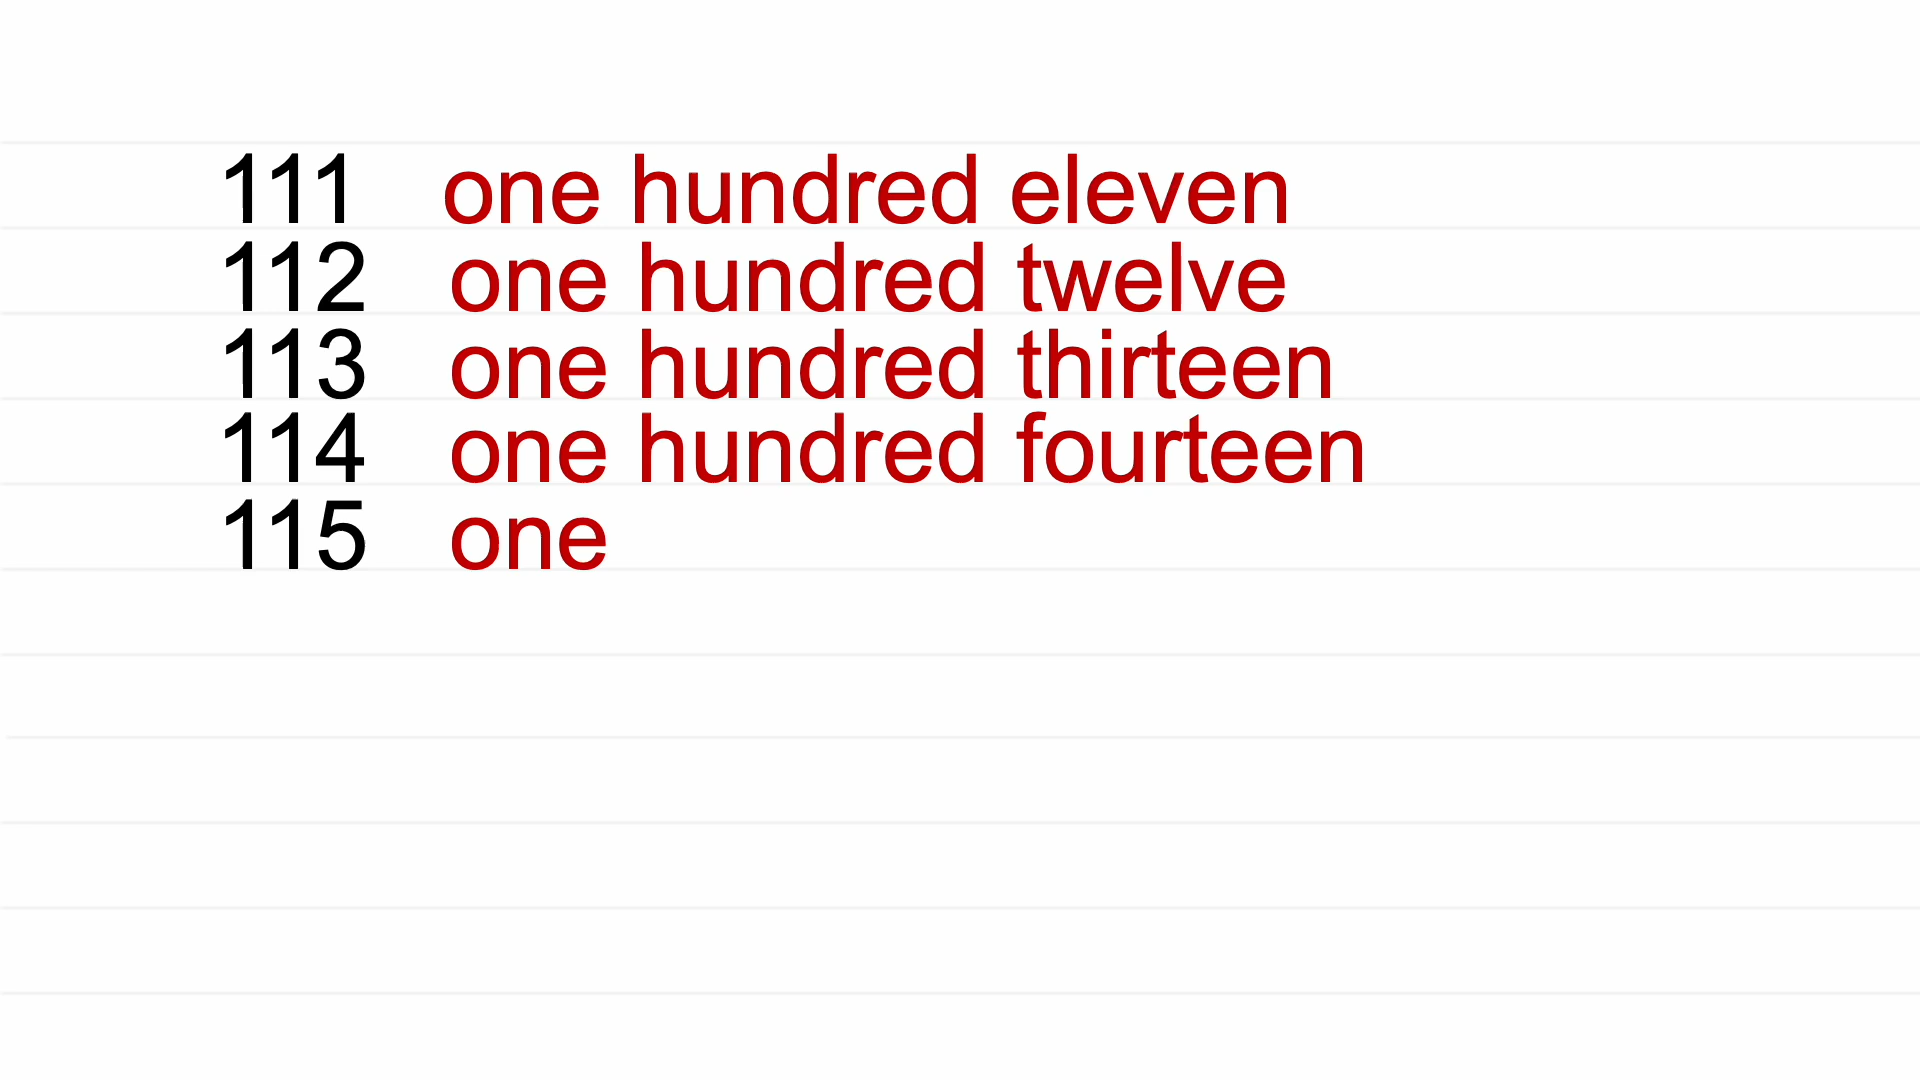 111 one hundred eleven
112 one hundred twelve
113 one hundred thirteen
114 one hundred fourteen
115 one